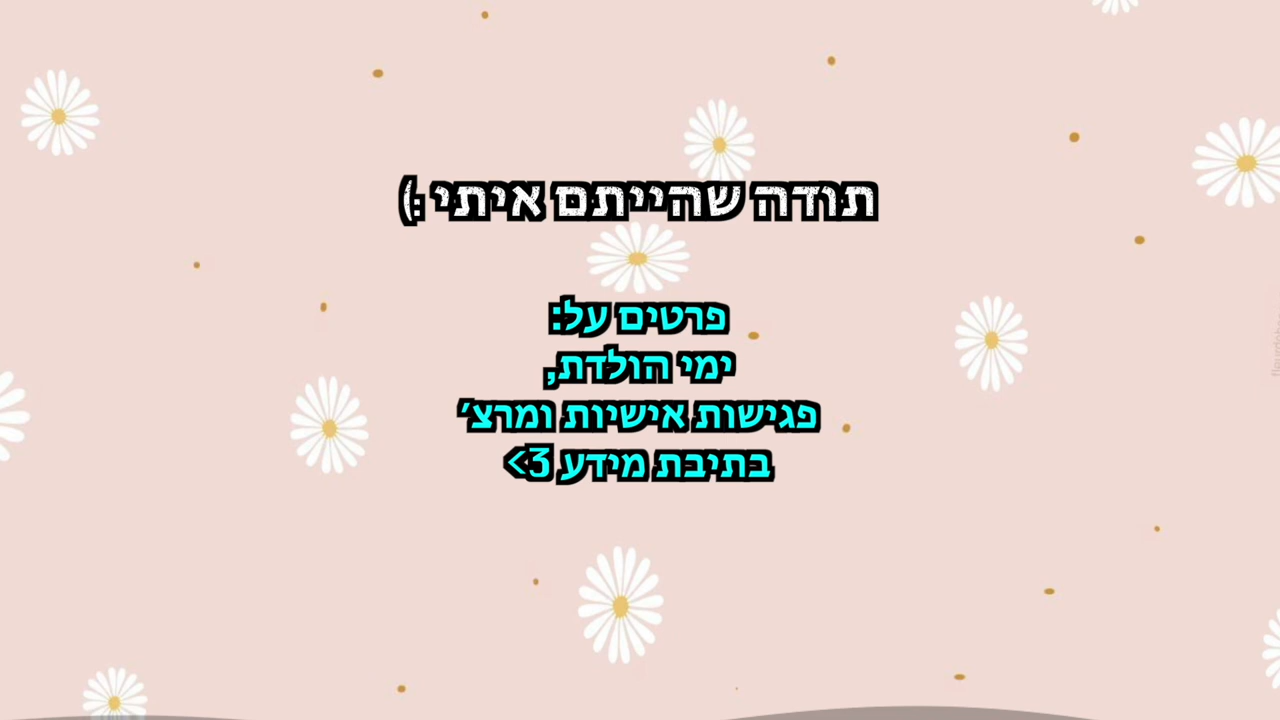 תודה שהייתם איתי :)
פרטים על:
ימי הולדת,
פגישות אישיות ומרצ'
בתיבת מידע <3